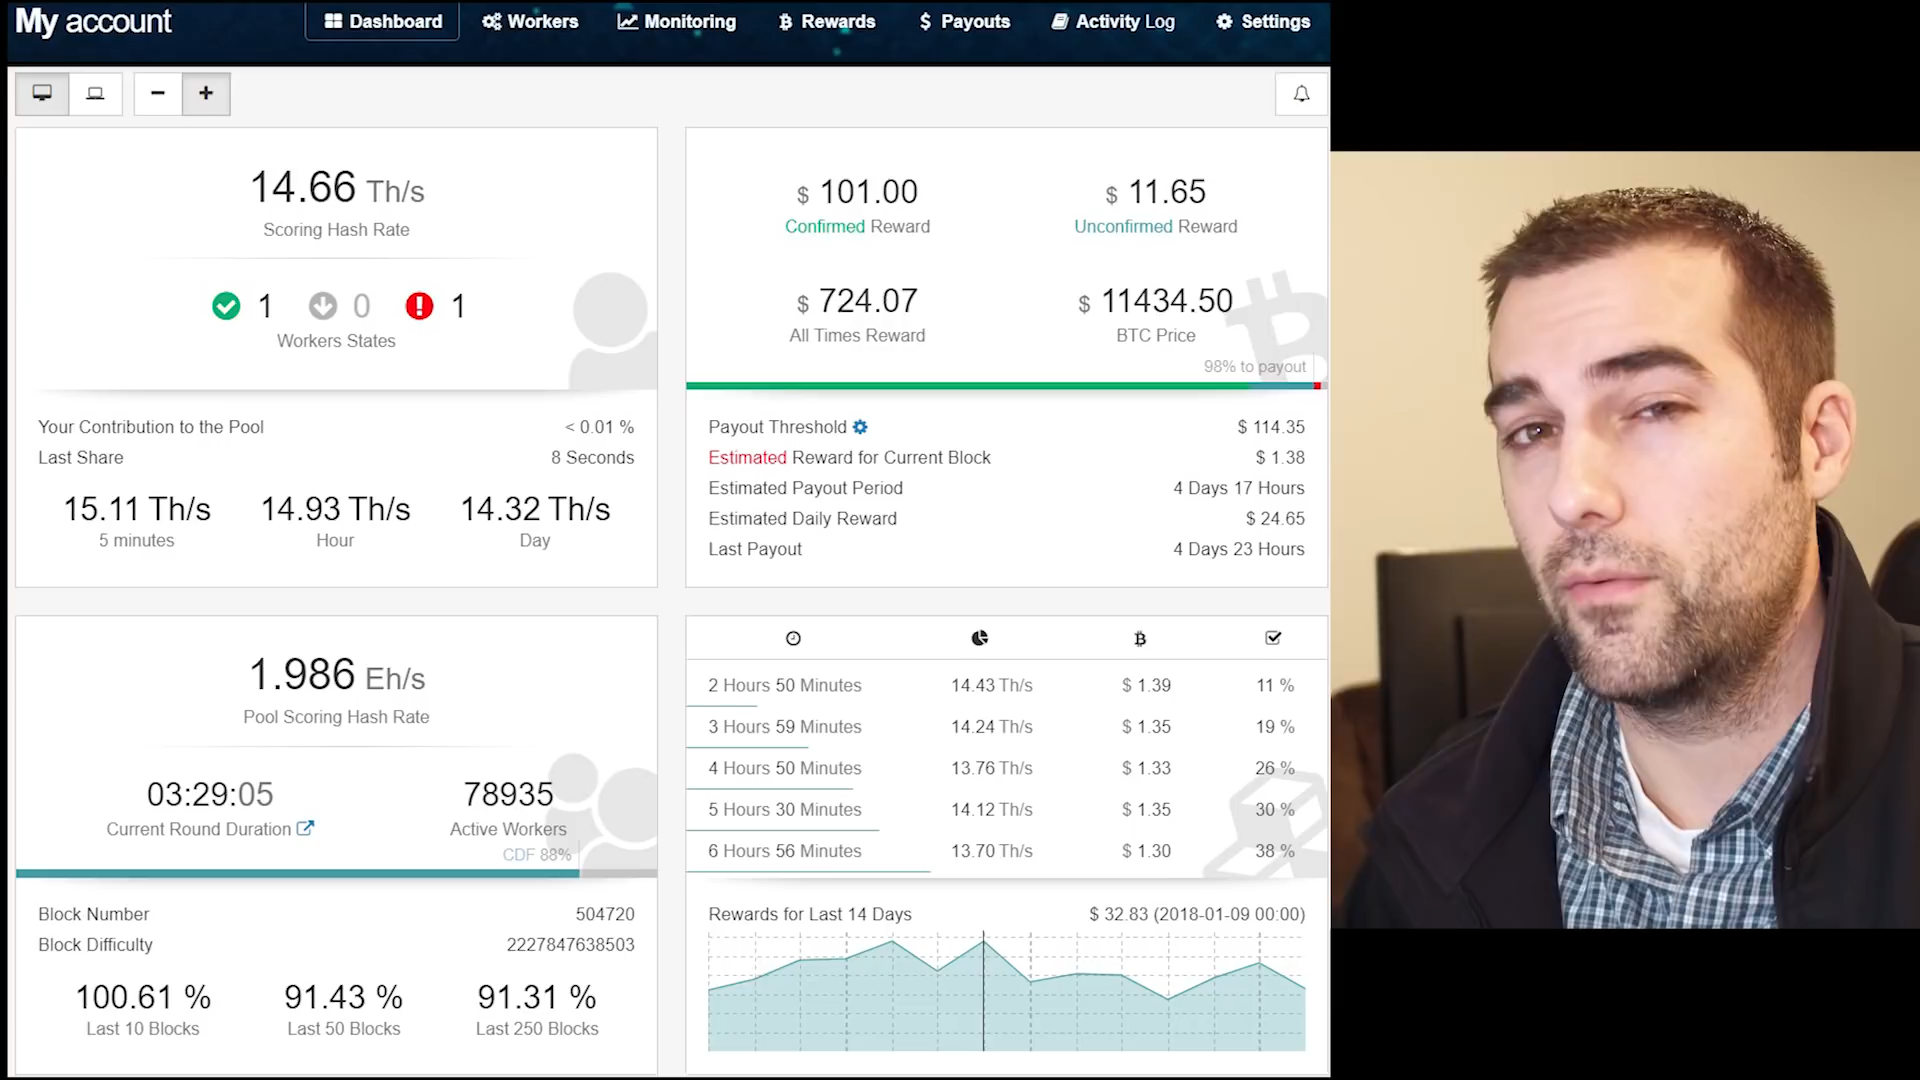 My account
Dashboard
Workers
Monitoring
Rewards
$ Payouts
Activity Log
Settings
14.66 Th/s
Scoring Hash Rate
1 0 1
Workers States
Your Contribution to the Pool < 0.01 %
Last Share 8 Seconds
15.11 Th/s 14.93 Th/s 14.32 Th/s
5 minutes Hour Day
$ 101.00 $ 11.65
Confirmed Reward Unconfirmed Reward
$ 724.07 $ 11434.50
All Times Reward BTC Price
98% to payout
Payout Threshold $ 114.35
Estimated Reward for Current Block $ 1.38
Estimated Payout Period 4 Days 17 Hours
Estimated Daily Reward $ 24.65
Last Payout 4 Days 23 Hours
1.986 Eh/s
Pool Scoring Hash Rate
03:29:05 78935
Current Round Duration Active Workers
CDF 88%
Block Number 504720
Block Difficulty 2227847638503
100.61 % 91.43 % 91.31 %
Last 10 Blocks Last 50 Blocks Last 250 Blocks
2 Hours 50 Minutes 14.43 Th/s $ 1.39 11 %
3 Hours 59 Minutes 14.24 Th/s $ 1.35 19 %
4 Hours 50 Minutes 13.76 Th/s $ 1.33 26 %
5 Hours 30 Minutes 14.12 Th/s $ 1.35 30 %
6 Hours 56 Minutes 13.70 Th/s $ 1.30 38 %
Rewards for Last 14 Days $ 32.83 (2018-01-09 00:00)